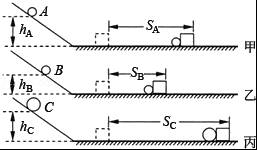 A S_A
h_A 甲
B S_B
h_B 乙
C S_C
h_C 丙